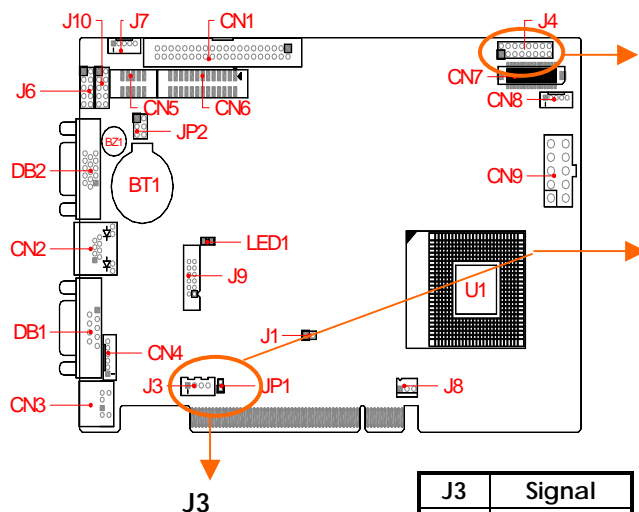 J10 J7 CN1 J4
J6 CN5 CN6 CN7
CN8
JP2
BZ1
DB2 BT1 CN9
CN2 LED1
J9 U1
DB1 J1
CN4
J3 JP1 J8
CN3
J3
J3 Signal